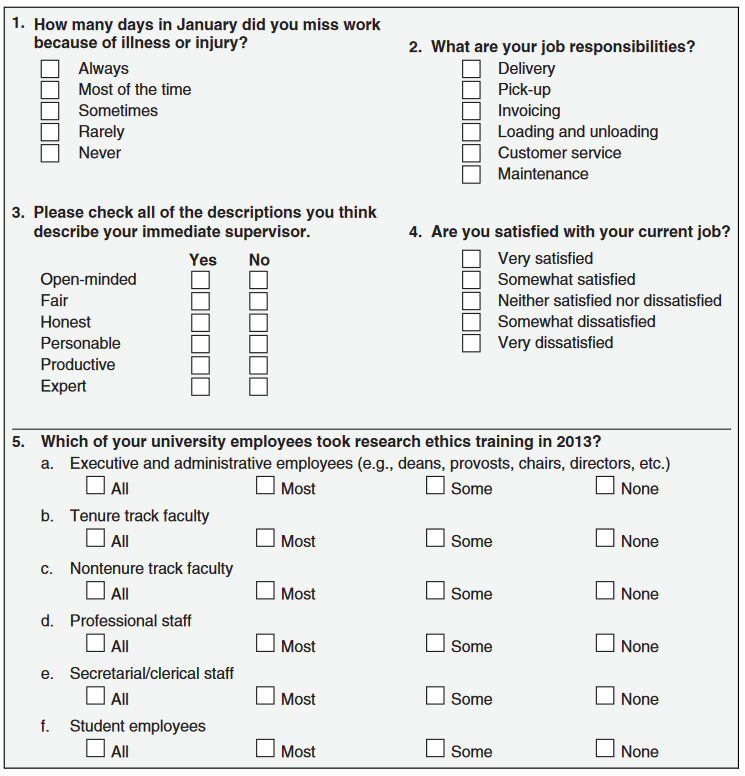 1. How many days in January did you miss work
because of illness or injury?
Always
Most of the time
Sometimes
Rarely
Never
2. What are your job responsibilities?
Delivery
Pick-up
Invoicing
Loading and unloading
Customer service
Maintenance
3. Please check all of the descriptions you think
describe your immediate supervisor.
Yes No
Open-minded
Fair
Honest
Personable
Productive
Expert
4. Are you satisfied with your current job?
Very satisfied
Somewhat satisfied
Neither satisfied nor dissatisfied
Somewhat dissatisfied
Very dissatisfied
5. Which of your university employees took research ethics training in 2013?
a. Executive and administrative employees (e.g., deans, provosts, chairs, directors, etc.)
All Most Some None
b. Tenure track faculty
All Most Some None
c. Nontenure track faculty
All Most Some None
d. Professional staff
All Most Some None
e. Secretarial/clerical staff
All Most Some None
f. Student employees
All Most Some None